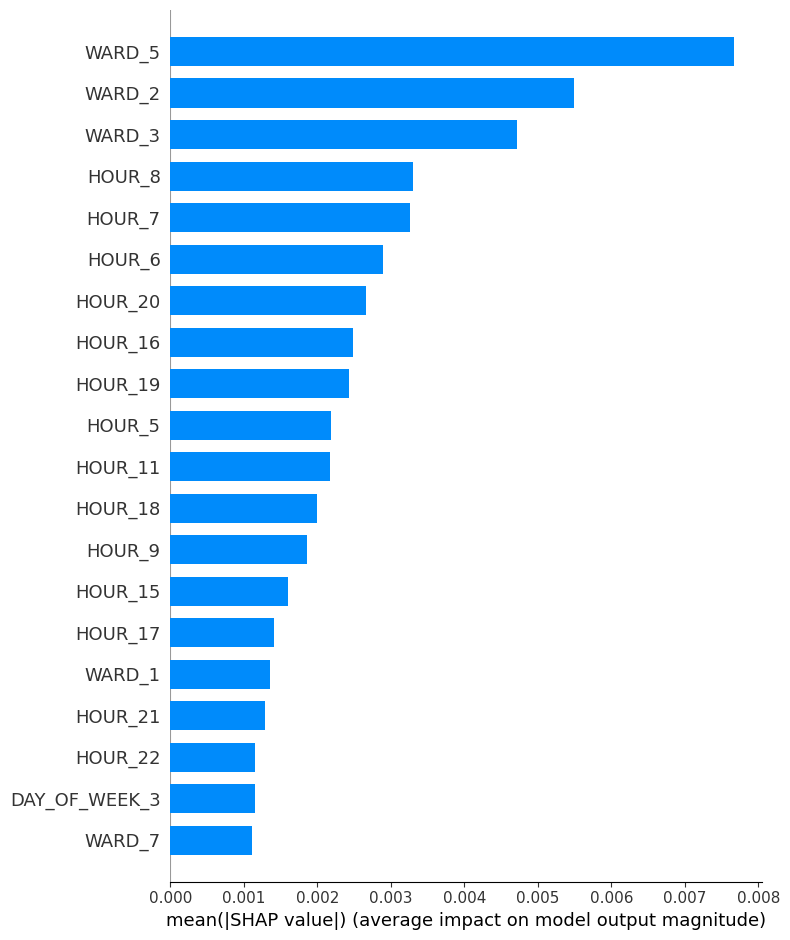 WARD_5
WARD_2
WARD_3
HOUR_8
HOUR_7
HOUR_6
HOUR_20
HOUR_16
HOUR_19
HOUR_5
HOUR_11
HOUR_18
HOUR_9
HOUR_15
HOUR_17
WARD_1
HOUR_21
HOUR_22
DAY_OF_WEEK_3
WARD_7
0.000 0.001 0.002 0.003 0.004 0.005 0.006 0.007 0.008
mean(|SHAP value|) (average impact on model output magnitude)